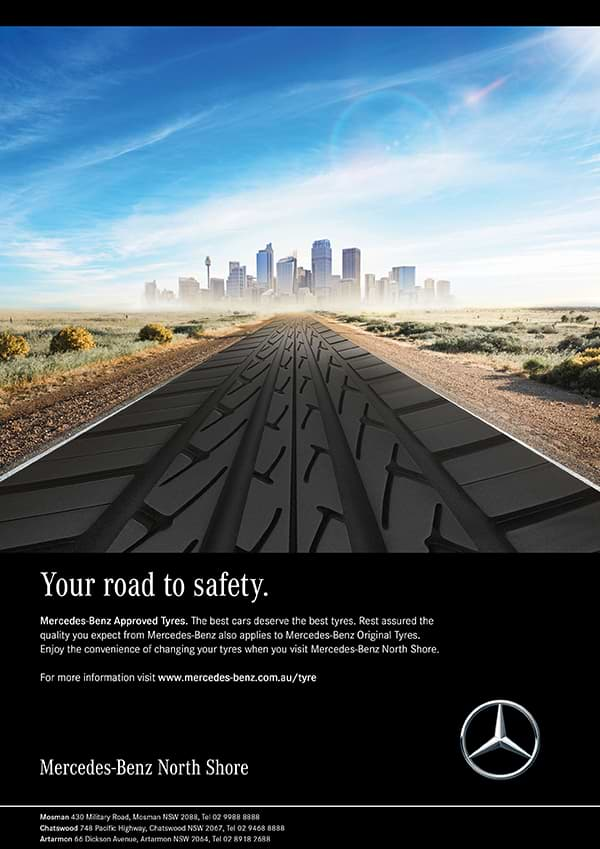 Your road to safety.
Mercedes-Benz Approved Tyres. The best cars deserve the best tyres. Rest assured the
quality you expect from Mercedes-Benz also applies to Mercedes-Benz Original Tyres.
Enjoy the convenience of changing your tyres when you visit Mercedes-Benz North Shore.
For more information visit www.mercedes-benz.com.au/tyre
Mercedes-Benz North Shore
Mosman 430 Military Road, Mosman NSW 2088, Tel 02 9988 8888
Chatswood 748 Pacific Highway, Chatswood NSW 2067, Tel 02 9468 8888
Artarmon 66 Dickson Avenue, Artarmon NSW 2064, Tel 02 8918 2688